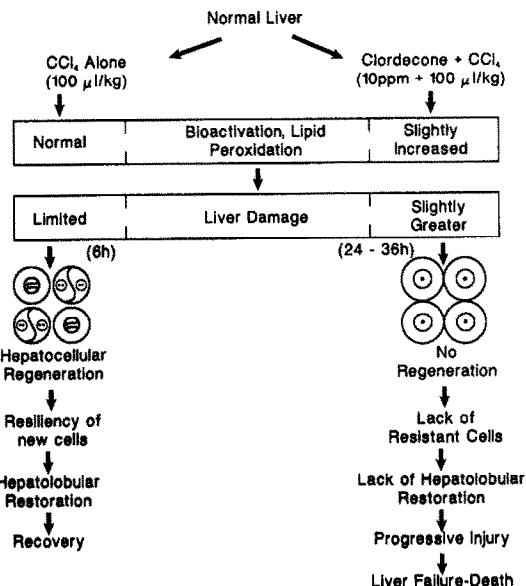 Normal Liver
CCl₄ Alone
(100 µl/kg)
Clordecone + CCl₄
(10ppm + 100 µl/kg)
Normal
Bioactivation, Lipid
Peroxidation
Slightly
Increased
Limited
Liver Damage
Slightly
Greater
(6h)
(24 - 36h)
Hepatocellular
Regeneration
No
Regeneration
Resiliency of
new cells
Lack of
Resistant Cells
Hepatolobular
Restoration
Lack of Hepatolobular
Restoration
Recovery
Progressive Injury
Liver Failure-Death